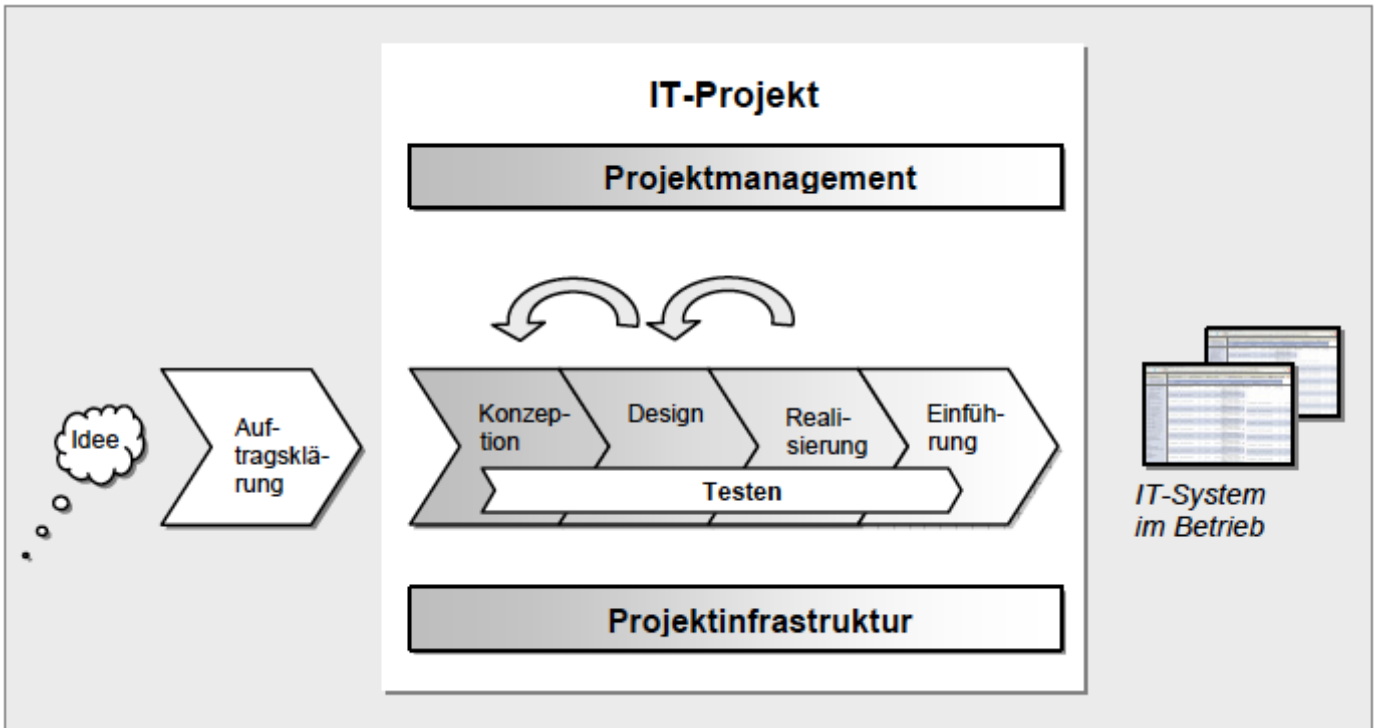 IT-Projekt
Projektmanagement
Idee
Auf-
tragsklä-
rung
Konzep-
tion
Design
Reali-
sierung
Einfüh-
rung
Testen
IT-System
im Betrieb
Projektinfrastruktur